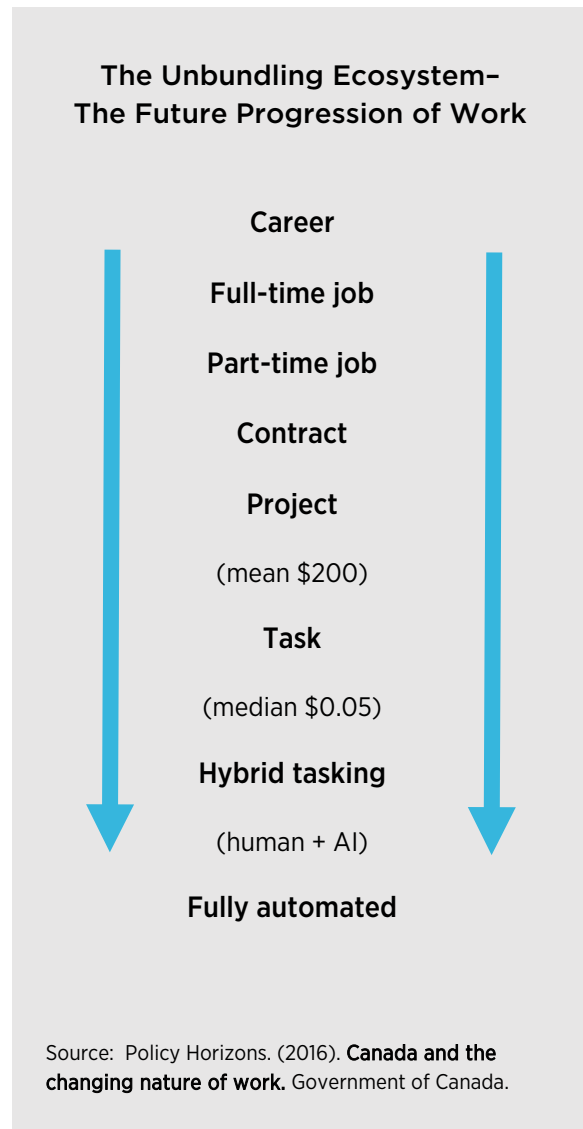 The Unbundling Ecosystem–
The Future Progression of Work
Career
Full-time job
Part-time job
Contract
Project
(mean $200)
Task
(median $0.05)
Hybrid tasking
(human + AI)
Fully automated
Source:  Policy Horizons. (2016). Canada and the
changing nature of work. Government of Canada.